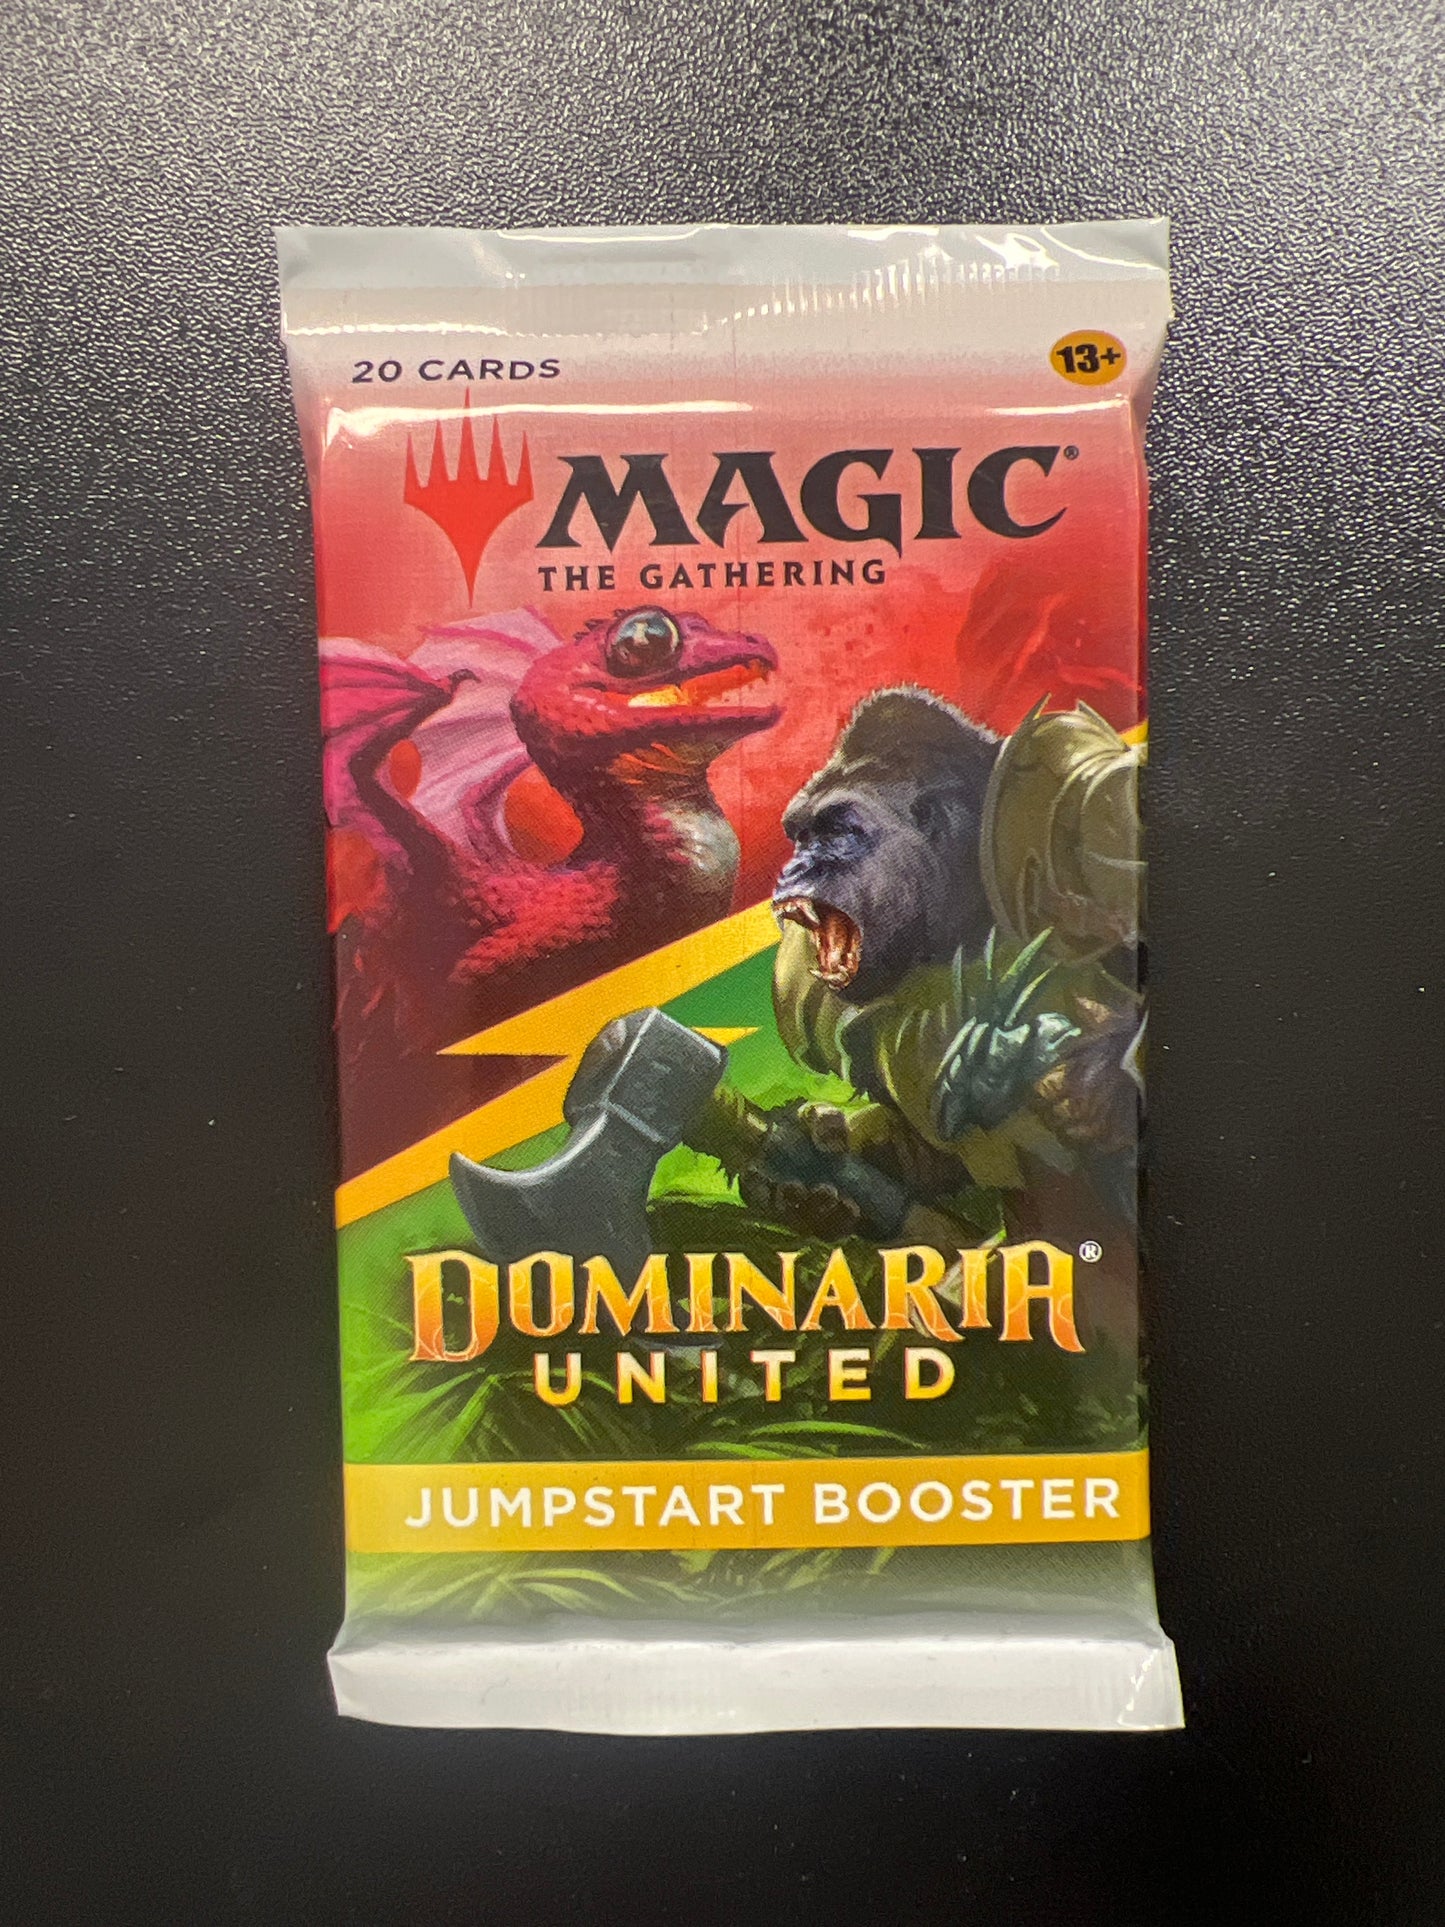 20 CARDS
13+
MAGIC®
THE GATHERING
DOMINARIA®
UNITED
JUMPSTART BOOSTER